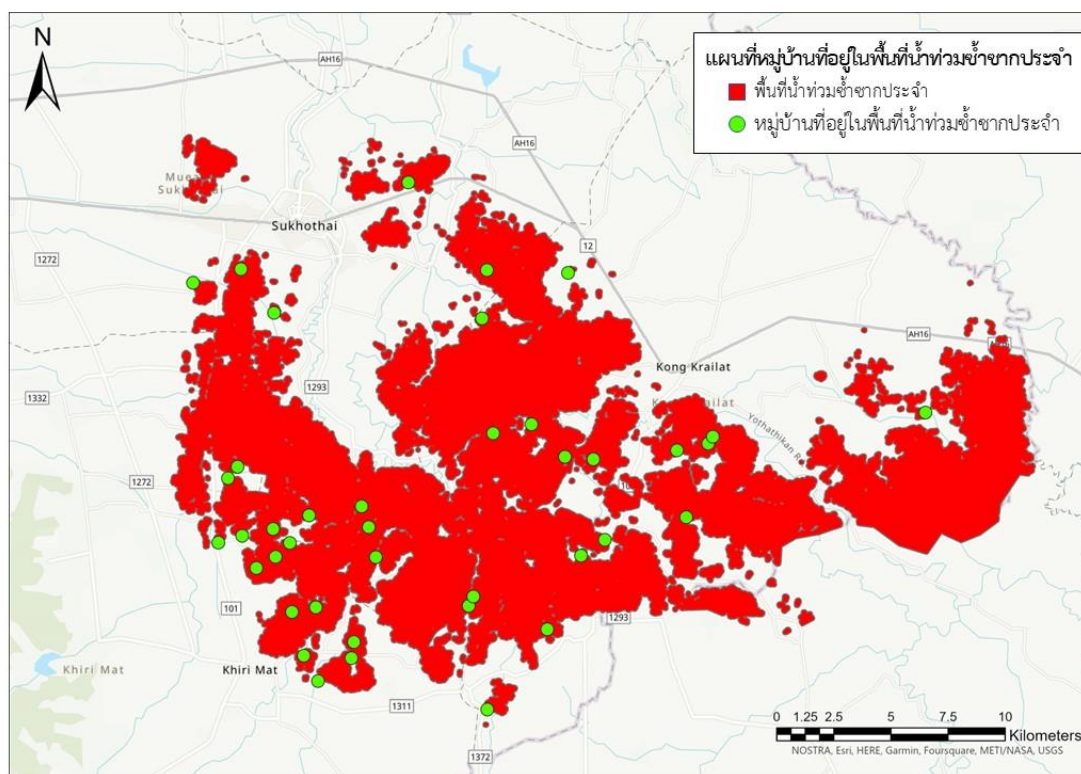 N
แผนที่หมู่บ้านที่อยู่ในพื้นที่น้ำท่วมซ้ำซากประจำ
พื้นที่น้ำท่วมซ้ำซากประจำ
หมู่บ้านที่อยู่ในพื้นที่น้ำท่วมซ้ำซากประจำ
AH16
AH16
Sukhothai
12
1272
AH16
1293
Kong Krailat
1332
Yothathikan
1272
101
1293
Khiri Mat
Khiri Mat
1311
1372
0 1.25 2.5 5 7.5 10
Kilometers
NOSTRA, Esri, HERE, Garmin, Foursquare, METI/NASA, USGS